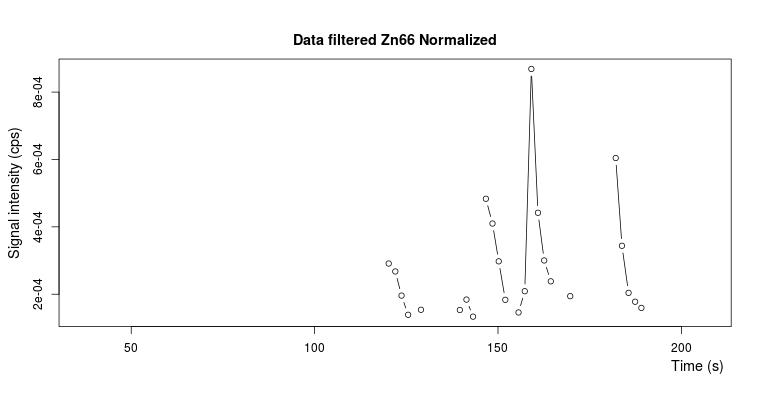 Data filtered Zn66 Normalized
Signal intensity (cps)
8e-04
6e-04
4e-04
2e-04
50 100 150 200
Time (s)